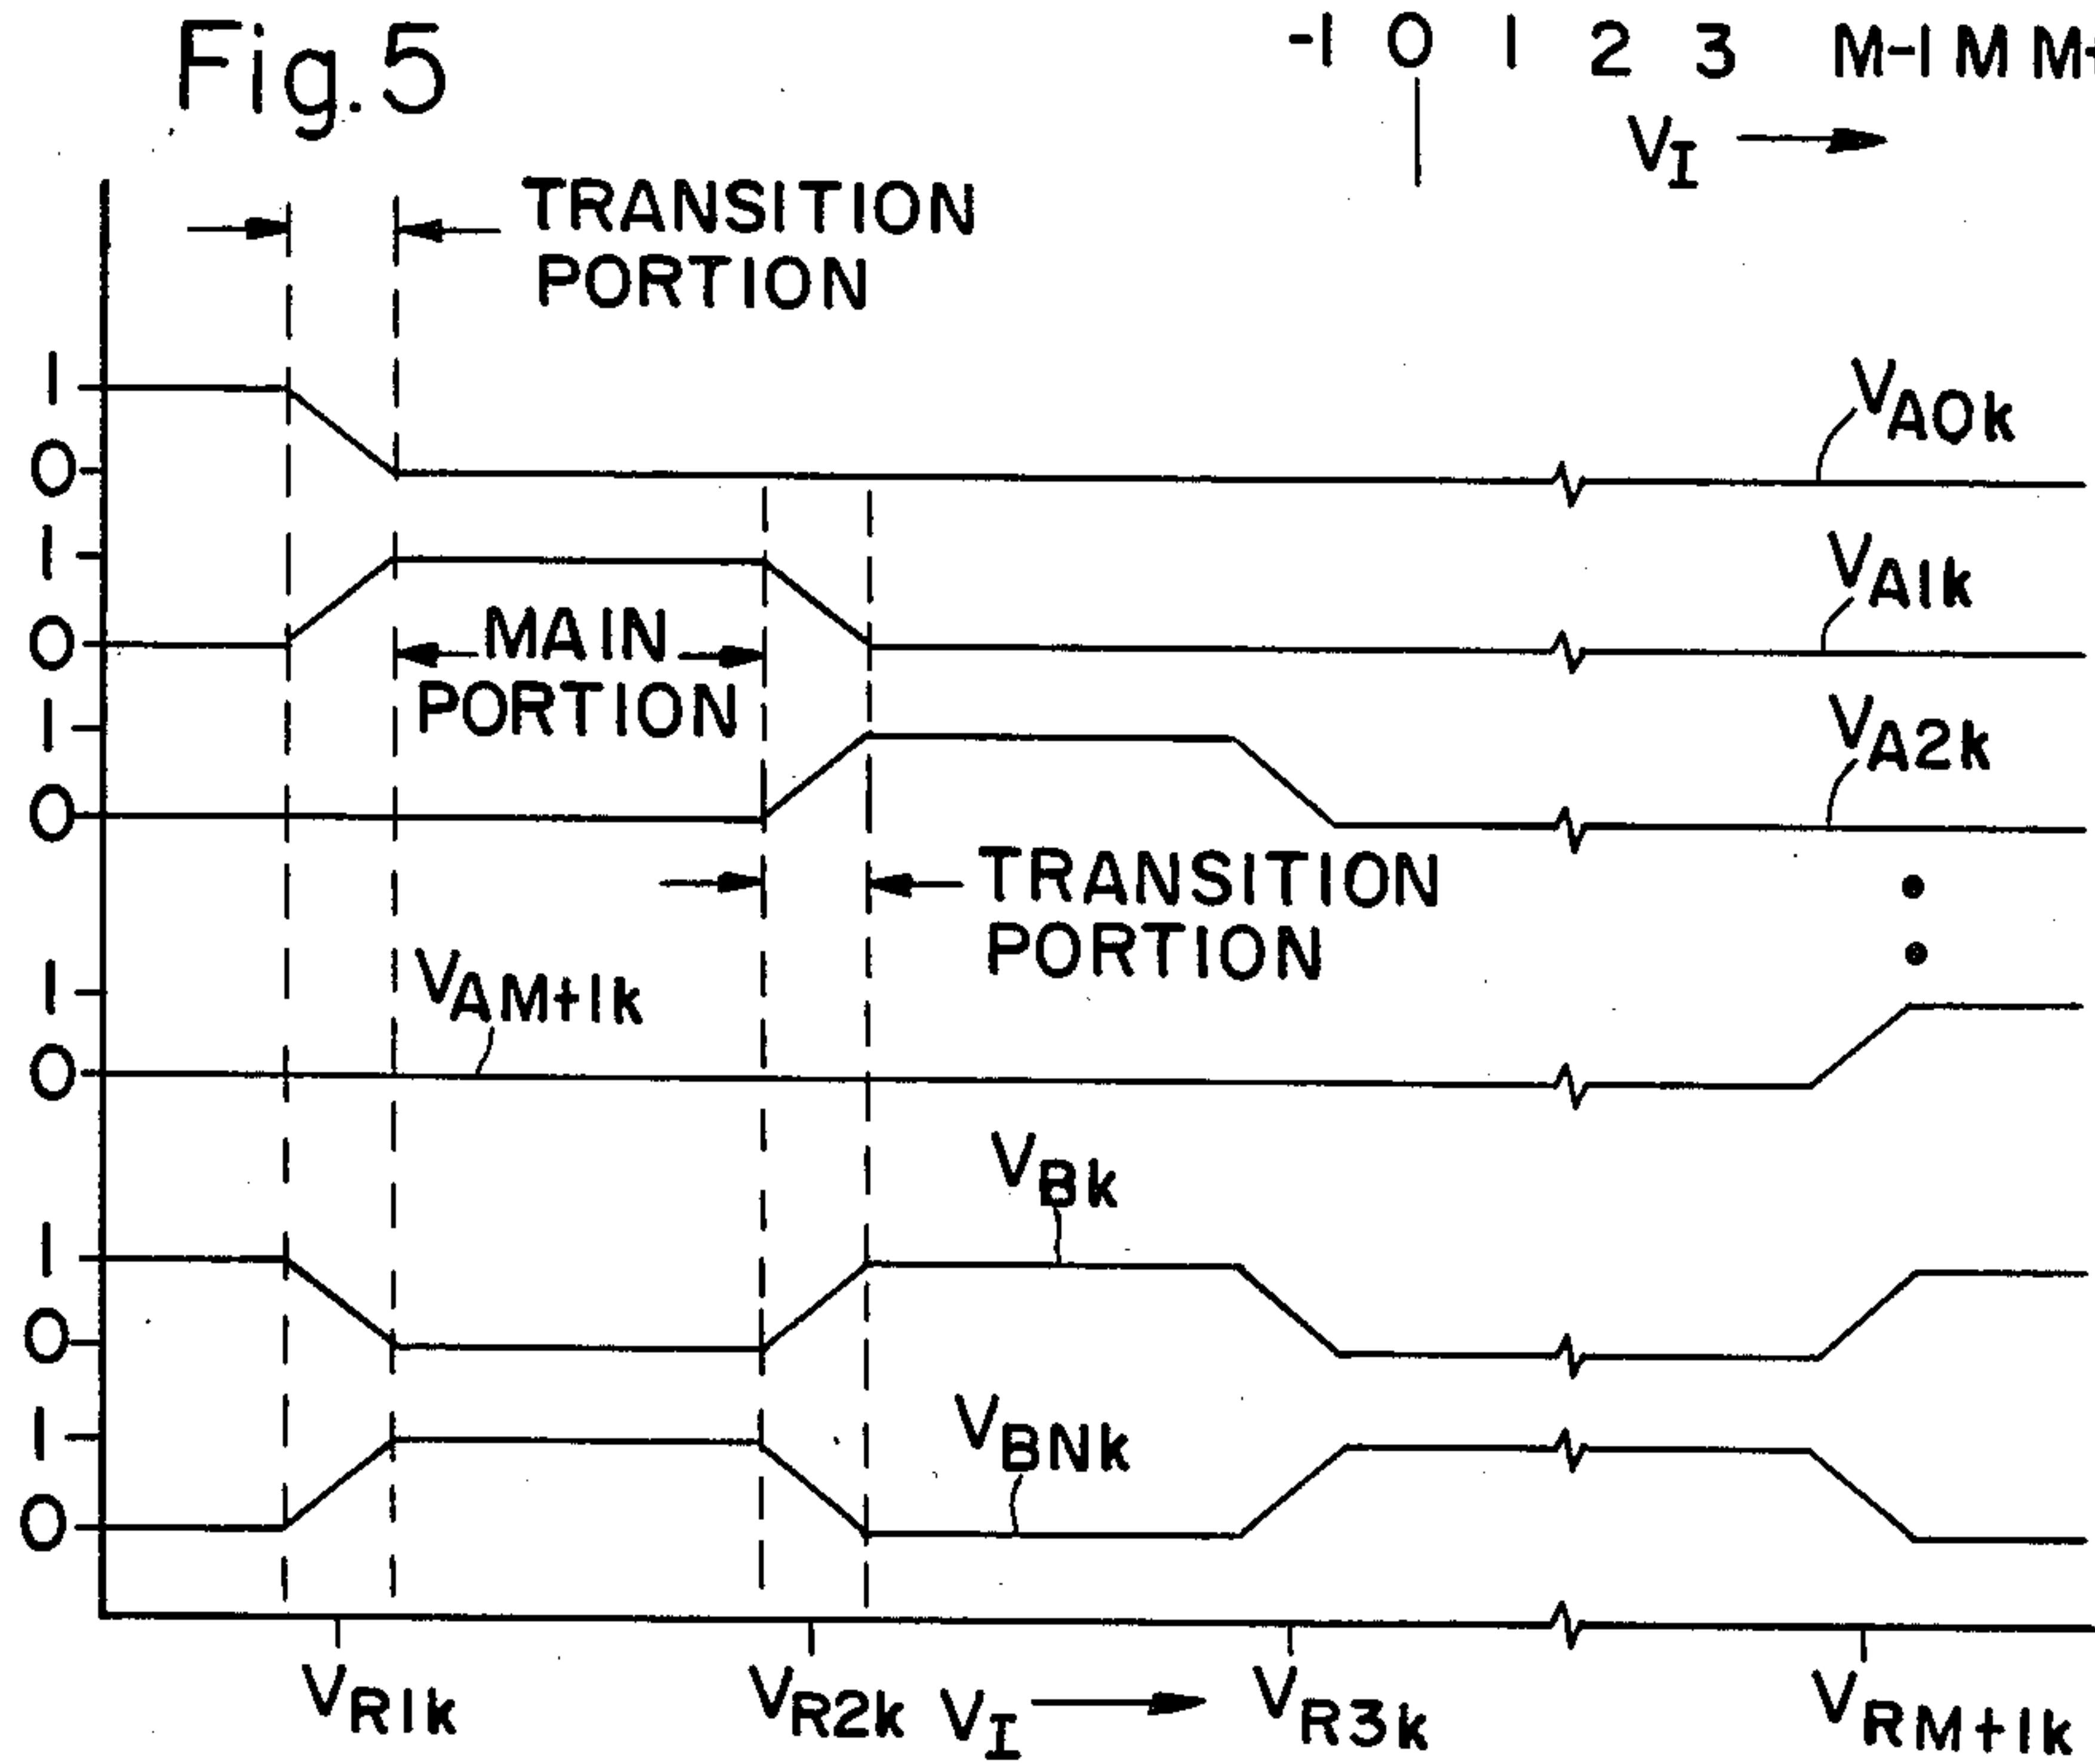 Fig.5
-1 0 1 2 3 M-1 M M+
VI
TRANSITION
PORTION
1
VA0k
0
1
VA1k
0
MAIN
PORTION
1
VA2k
0
TRANSITION
PORTION
1
VAM+1k
0
VBk
1
0
1
VBNk
0
VR1k VR2k VI VR3k VRM+1k